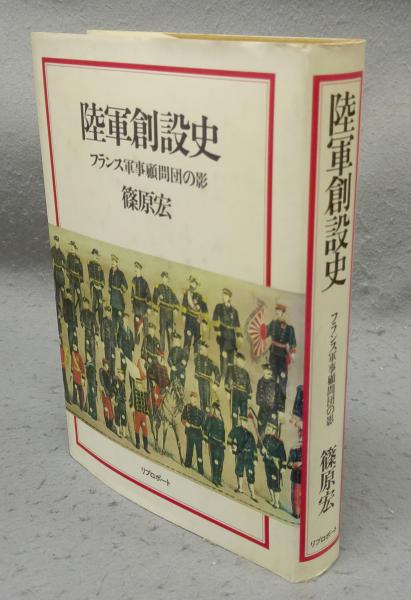 陸軍創設史
フランス軍事顧問団の影
篠原宏
リブロポート
陸軍創設史
フランス軍事顧問団の影
篠原宏
リブロポート